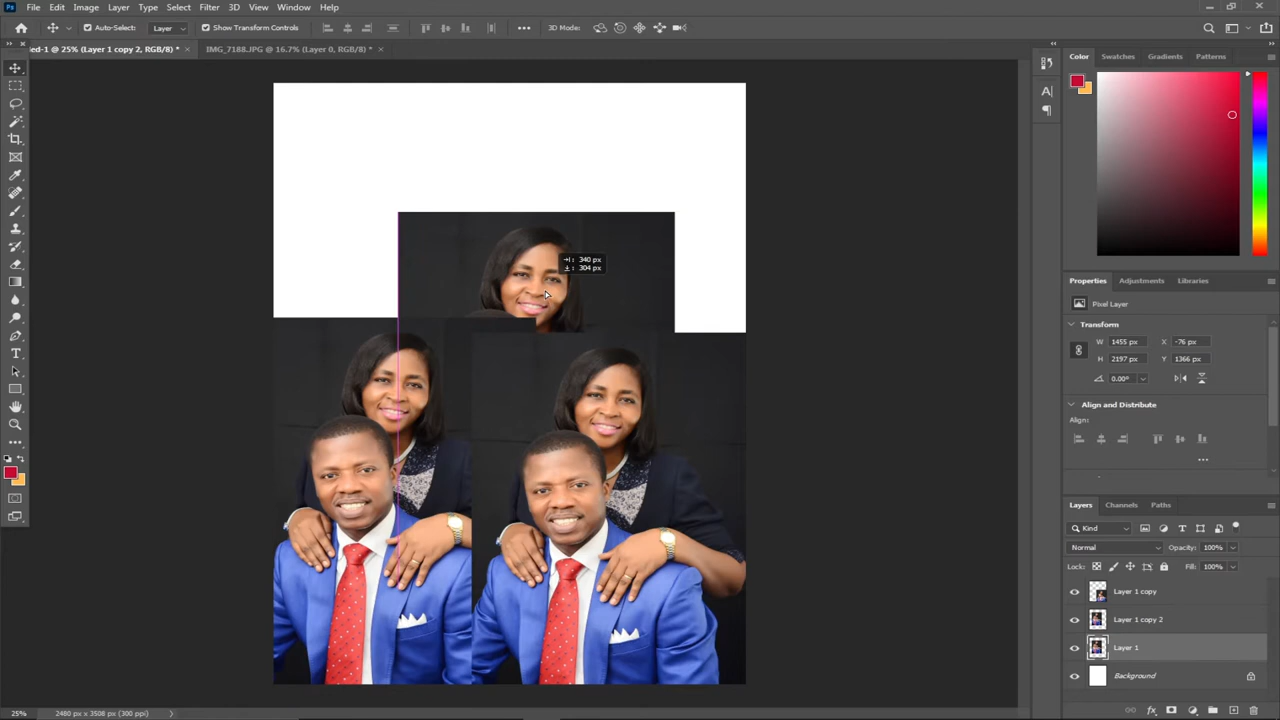 File Edit Image Layer Type Select Filter 3D View Window Help
Auto-Select: Layer Show Transform Controls 3D Mode:
ed-1 @ 25% (Layer 1 copy 2, RGB/8) * × IMG_7188.JPG @ 16.7% (Layer 0, RGB/8) * ×
Color Swatches Gradients Patterns
340 px
304 px
Properties Adjustments Libraries
Pixel Layer
Transform
W 1455 px X -76 px
H 2197 px Y 1366 px
0.00°
Align and Distribute
Align:
Layers Channels Paths
Kind
Normal Opacity: 100%
Lock: Fill: 100%
Layer 1 copy
Layer 1 copy 2
Layer 1
Background
25% 2480 px x 3508 px (300 ppi)